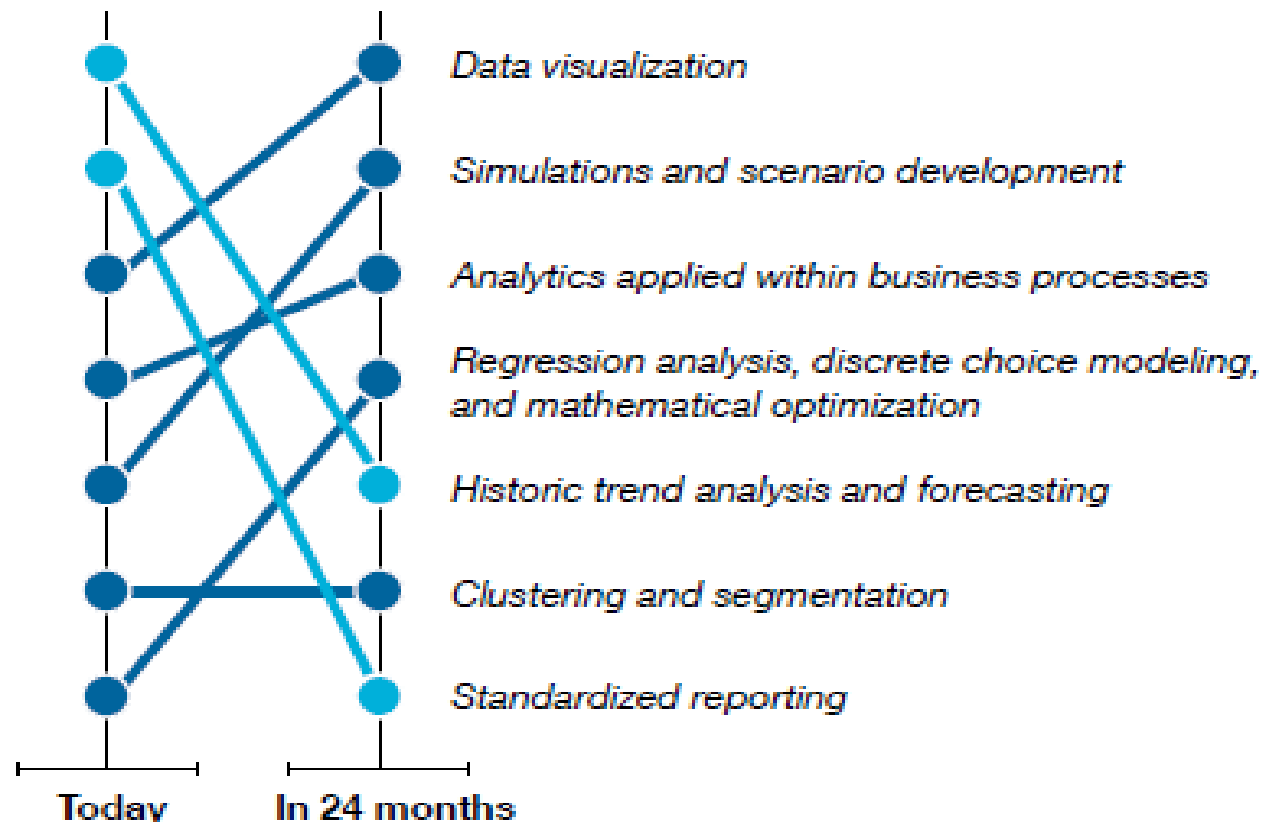 Data visualization
Simulations and scenario development
Analytics applied within business processes
Regression analysis, discrete choice modeling,
and mathematical optimization
Historic trend analysis and forecasting
Clustering and segmentation
Standardized reporting
Today
In 24 months